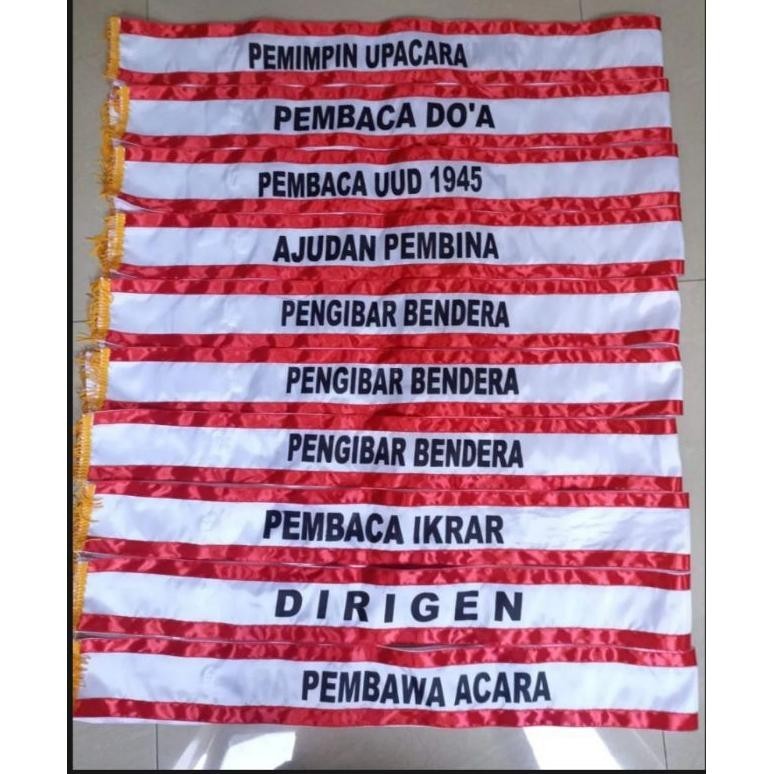 PEMIMPIN UPACARA
PEMBACA DO'A
PEMBACA UUD 1945
AJUDAN PEMBINA
PENGIBAR BENDERA
PENGIBAR BENDERA
PENGIBAR BENDERA
PEMBACA IKRAR
DIRIGEN
PEMBAWA ACARA